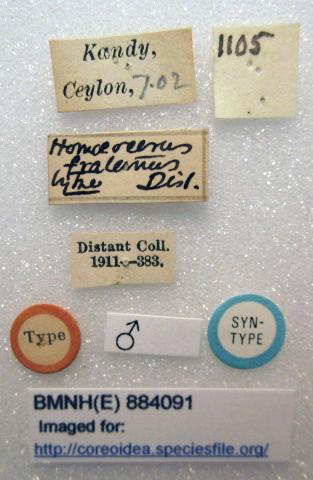 Kandy,
Ceylon, 7.02
1105
Homoeocerus
fraternus
type Dist.
Distant Coll.
1911.—383.
Type
♂
SYN-
TYPE
BMNH(E) 884091
Imaged for:
http://coreoidea.speciesfile.org/